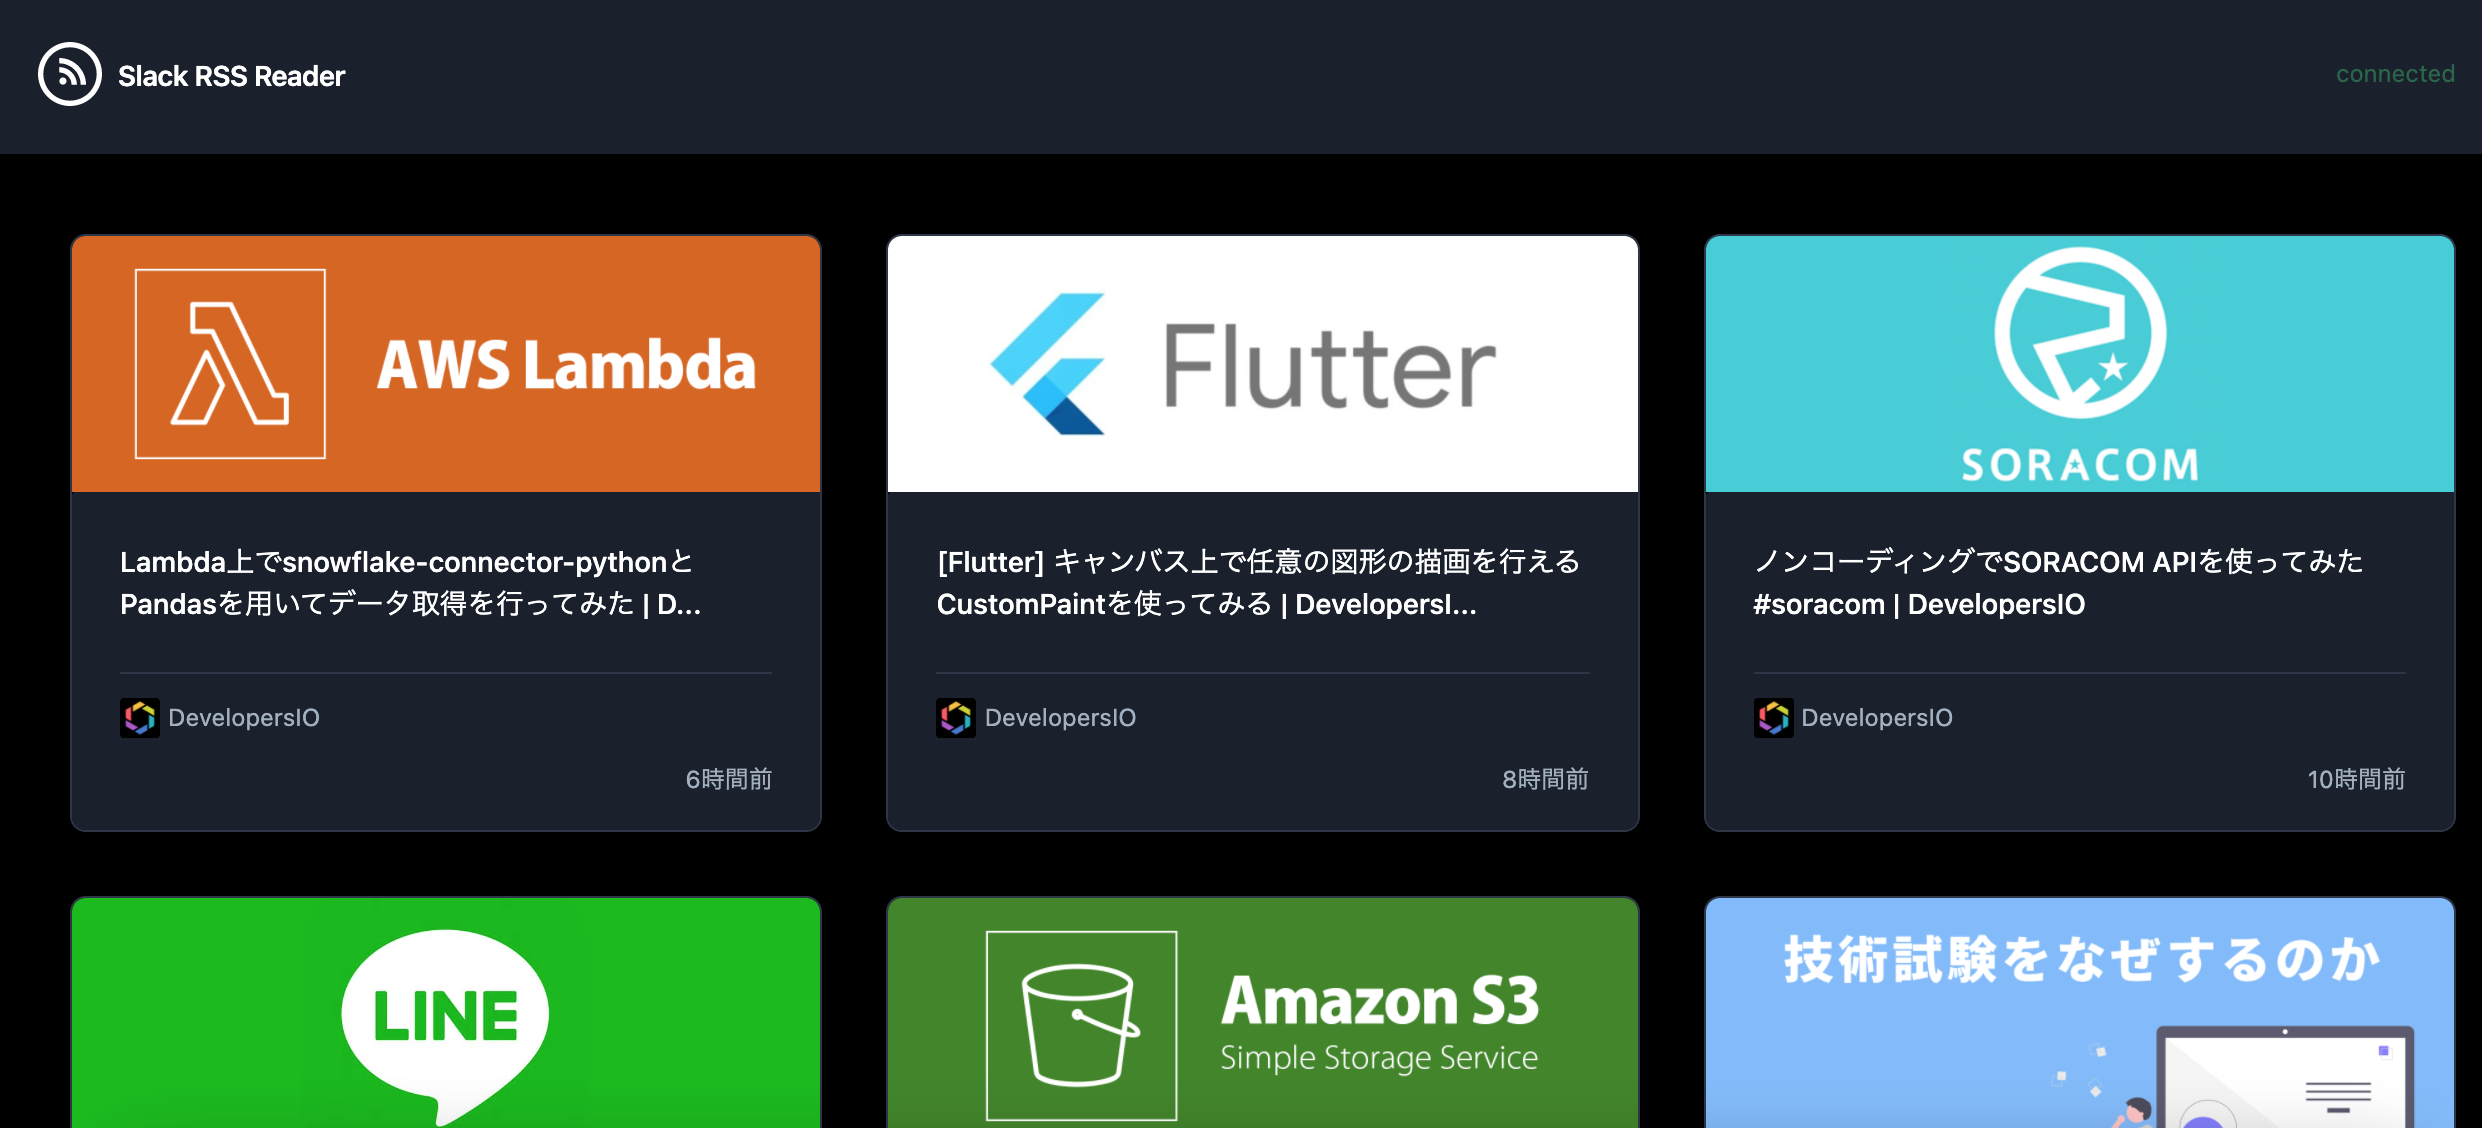 Slack RSS Reader
connected
AWS Lambda
Lambda上でsnowflake-connector-pythonと
Pandasを用いてデータ取得を行ってみた | D...
DevelopersIO
6時間前
Flutter
[Flutter] キャンバス上で任意の図形の描画を行える
CustomPaintを使ってみる | DevelopersI...
DevelopersIO
8時間前
SORACOM
ノンコーディングでSORACOM APIを使ってみた
#soracom | DevelopersIO
DevelopersIO
10時間前
LINE
Amazon S3
Simple Storage Service
技術試験をなぜするのか